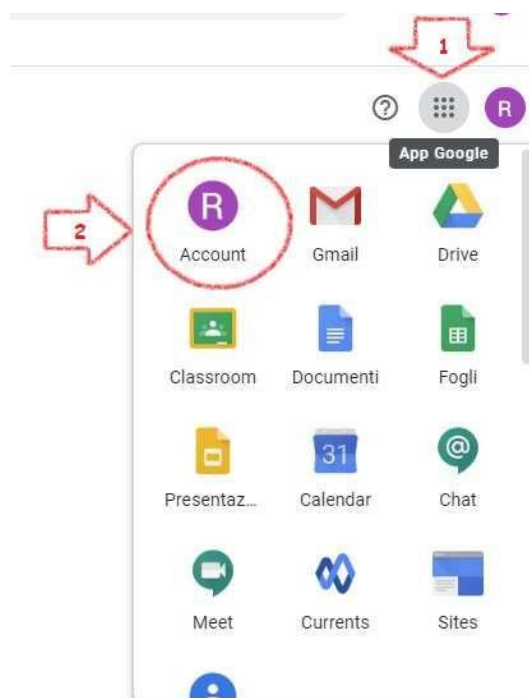 1
R
App Google
R
2
Account
Gmail
Drive
Classroom
Documenti
Fogli
Presentaz...
31
@
Calendar
Chat
Meet
Currents
Sites